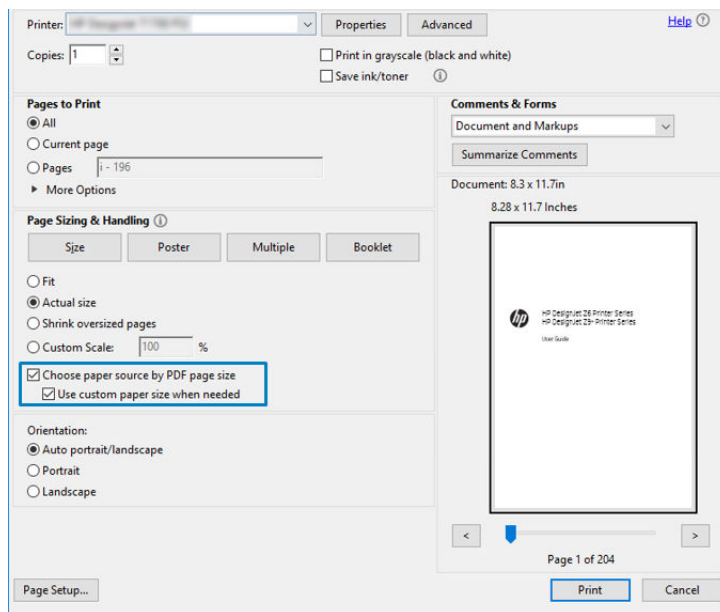 Printer:
Properties
Advanced
Help
Copies: 1
Print in grayscale (black and white)
Save ink/toner
Pages to Print
All
Current page
Pages i - 196
More Options
Comments & Forms
Document and Markups
Summarize Comments
Page Sizing & Handling
Size Poster Multiple Booklet
Fit
Actual size
Shrink oversized pages
Custom Scale: 100 %
Choose paper source by PDF page size
Use custom paper size when needed
Orientation:
Auto portrait/landscape
Portrait
Landscape
Document: 8.3 x 11.7in
8.28 x 11.7 Inches
hp
HP DesignJet Z6 Printer Series
HP DesignJet Z9+ Printer Series
User Guide
< >
Page 1 of 204
Page Setup...
Print
Cancel